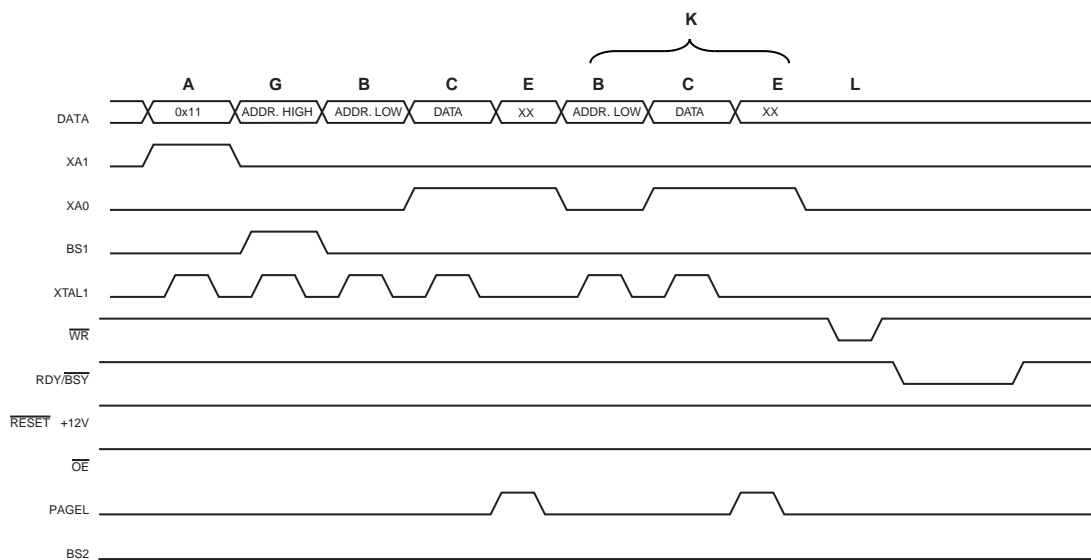 K
A G B C E B C E L
DATA 0x11 ADDR. HIGH ADDR. LOW DATA XX ADDR. LOW DATA XX
XA1
XA0
BS1
XTAL1
WR
RDY/BSY
RESET +12V
OE
PAGEL
BS2